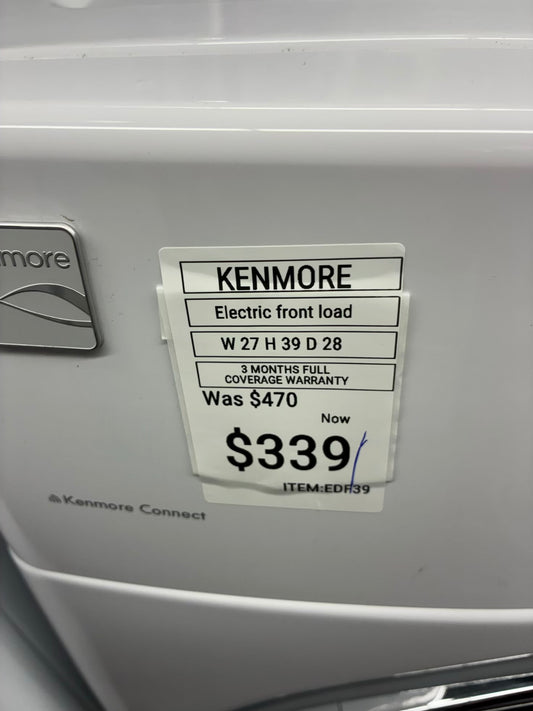 more
KENMORE
Electric front load
W 27 H 39 D 28
3 MONTHS FULL
COVERAGE WARRANTY
Was $470
Now
$339
ITEM:EDF39
Kenmore Connect